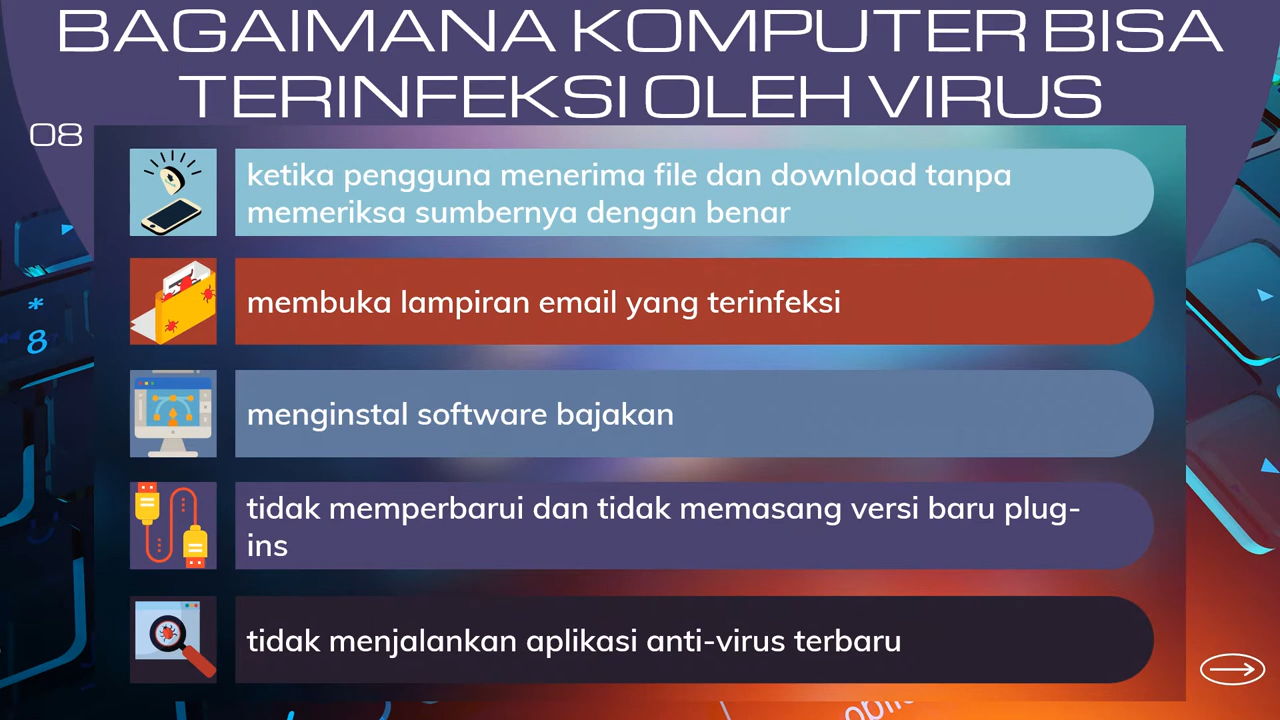 BAGAIMANA KOMPUTER BISA
TERINFEKSI OLEH VIRUS
08
ketika pengguna menerima file dan download tanpa
memeriksa sumbernya dengan benar
membuka lampiran email yang terinfeksi
*
8
menginstal software bajakan
tidak memperbarui dan tidak memasang versi baru plug-
ins
tidak menjalankan aplikasi anti-virus terbaru